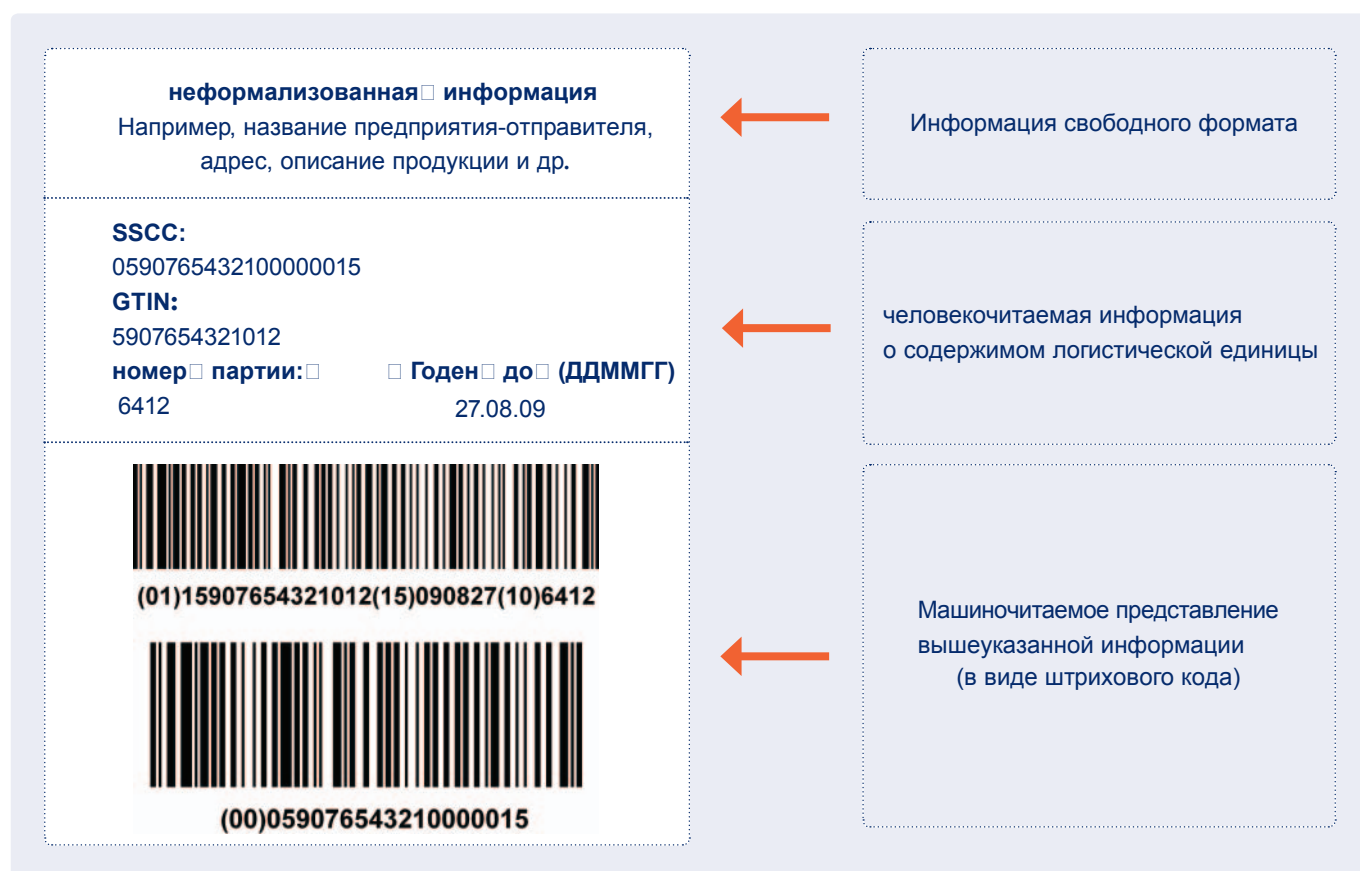 неформализованная информация
Например, название предприятия-отправителя,
адрес, описание продукции и др.
Информация свободного формата
SSCC:
0590765432100000015
GTIN:
5907654321012
номер партии: Годен до (ДДММГГ)
6412 27.08.09
человекочитаемая информация
о содержимом логистической единицы
(01)15907654321012(15)090827(10)6412
(00)059076543210000015
Машиночитаемое представление
вышеуказанной информации
(в виде штрихового кода)